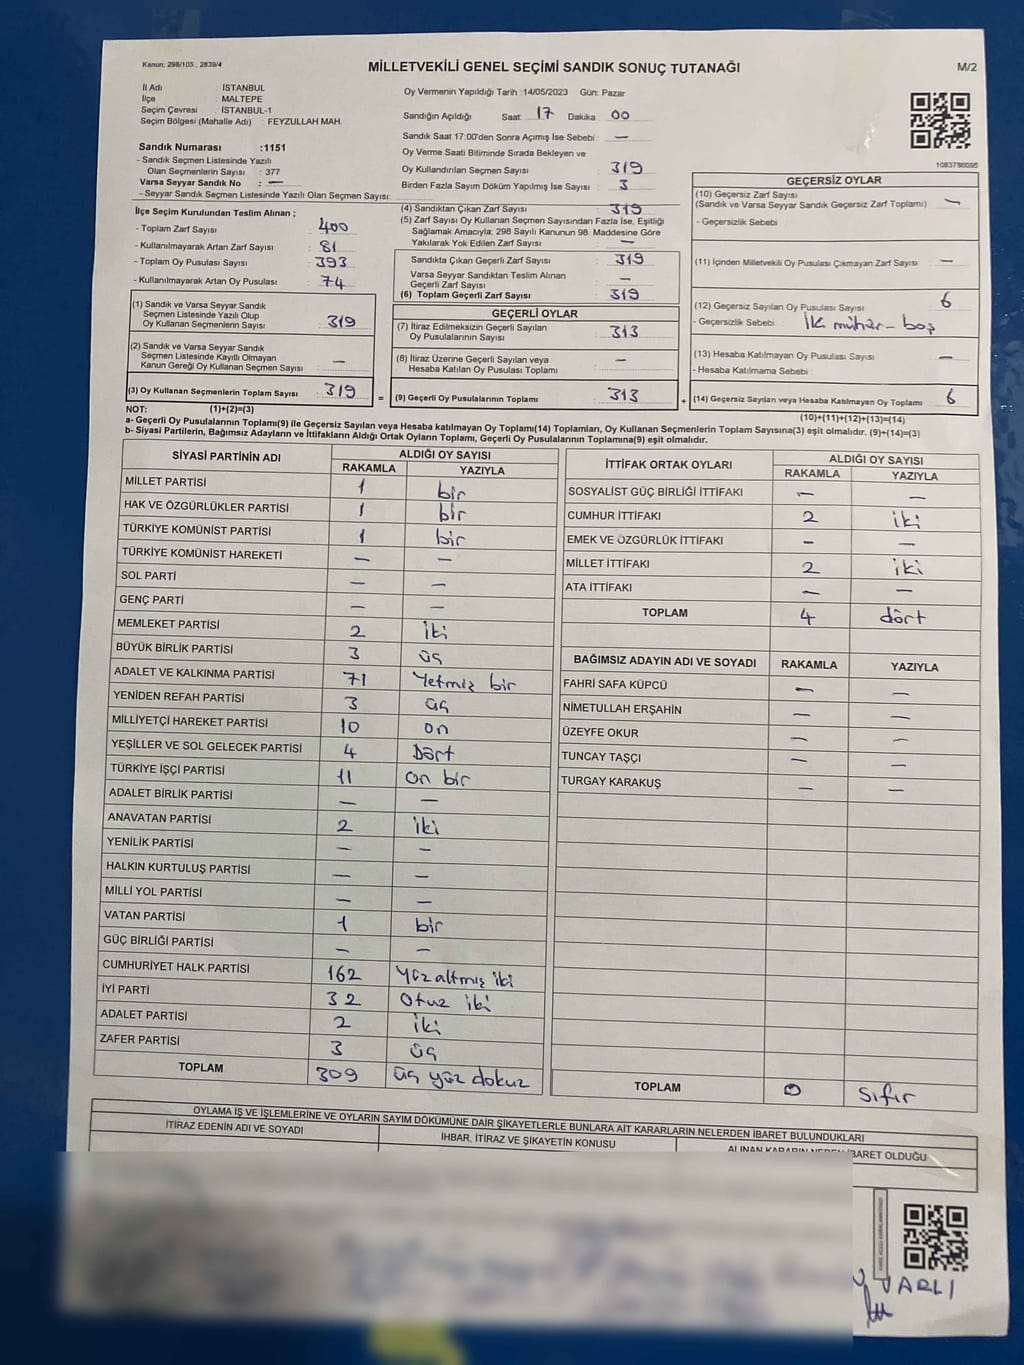 Kanun: 298/105 , 2839/4
MİLLETVEKİLİ GENEL SEÇİMİ SANDIK SONUÇ TUTANAĞI
M/2
İl Adı : İSTANBUL
İlçe : MALTEPE
Seçim Çevresi : İSTANBUL-1
Seçim Bölgesi (Mahalle Adı) : FEYZULLAH MAH.
Oy Vermenin Yapıldığı Tarih :14/05/2023 Gün: Pazar
Sandığın Açıldığı Saat: 17 Dakika 00
Sandık Saat 17:00'den Sonra Açımış İse Sebebi : —
Oy Verme Saati Bitiminde Sırada Bekleyen ve
Oy Kullandırılan Seçmen Sayısı : 319
Birden Fazla Sayım Döküm Yapılmış İse Sayısı : 3
Sandık Numarası :1151
- Sandık Seçmen Listesinde Yazılı
Olan Seçmenlerin Sayısı : 377
Varsa Seyyar Sandık No : —
- Seyyar Sandık Seçmen Listesinde Yazılı Olan Seçmen Sayısı:
1083786095
İlçe Seçim Kurulundan Teslim Alınan ;
- Toplam Zarf Sayısı : 400
- Kullanılmayarak Artan Zarf Sayısı : 81
- Toplam Oy Pusulası Sayısı : 393
- Kullanılmayarak Artan Oy Pusulası : 74
(4) Sandıktan Çıkan Zarf Sayısı : 319
(5) Zarf Sayısı Oy Kullanan Seçmen Sayısından Fazla İse, Eşitliği
Sağlamak Amacıyla; 298 Sayılı Kanunun 98. Maddesine Göre
Yakılarak Yok Edilen Zarf Sayısı : —
Sandıkta Çıkan Geçerli Zarf Sayısı : 319
Varsa Seyyar Sandıktan Teslim Alınan
Geçerli Zarf Sayısı : —
(6) Toplam Geçerli Zarf Sayısı : 319
GEÇERSİZ OYLAR
(10) Geçersiz Zarf Sayısı
(Sandık ve Varsa Seyyar Sandık Geçersiz Zarf Toplamı) : —
- Geçersizlik Sebebi :
(11) İçinden Milletvekili Oy Pusulası Çıkmayan Zarf Sayısı : —
(12) Geçersiz Sayılan Oy Pusulası Sayısı : 6
- Geçersizlik Sebebi : İki mühür-boş
(13) Hesaba Katılmayan Oy Pusulası Sayısı : —
- Hesaba Katılmama Sebebi :
(1) Sandık ve Varsa Seyyar Sandık
Seçmen Listesinde Yazılı Olup
Oy Kullanan Seçmenlerin Sayısı : 319
(2) Sandık ve Varsa Seyyar Sandık
Seçmen Listesinde Kayıtlı Olmayan
Kanun Gereği Oy Kullanan Seçmen Sayısı : —
GEÇERLİ OYLAR
(7) İtiraz Edilmeksizin Geçerli Sayılan
Oy Pusulalarının Sayısı : 313
(8) İtiraz Üzerine Geçerli Sayılan veya
Hesaba Katılan Oy Pusulası Toplamı : —
(3) Oy Kullanan Seçmenlerin Toplam Sayısı : 319 = (9) Geçerli Oy Pusulalarının Toplamı : 313 + (14) Geçersiz Sayılan veya Hesaba Katılmayan Oy Toplamı : 6
NOT: (1)+(2)=(3)
(10)+(11)+(12)+(13)=(14)
a- Geçerli Oy Pusulalarının Toplamı(9) ile Geçersiz Sayılan veya Hesaba katılmayan Oy Toplamı(14) Toplamları, Oy Kullanan Seçmenlerin Toplam Sayısına(3) eşit olmalıdır. (9)+(14)=(3)
b- Siyasi Partilerin, Bağımsız Adayların ve İttifakların Aldığı Ortak Oyların Toplamı, Geçerli Oy Pusulalarının Toplamına(9) eşit olmalıdır.
SİYASİ PARTİNİN ADI ALDIĞI OY SAYISI
RAKAMLA YAZIYLA
MİLLET PARTİSİ 1 bir
HAK VE ÖZGÜRLÜKLER PARTİSİ 1 bir
TÜRKİYE KOMÜNİST PARTİSİ 1 bir
TÜRKİYE KOMÜNİST HAREKETİ — —
SOL PARTİ — —
GENÇ PARTİ — —
MEMLEKET PARTİSİ 2 iki
BÜYÜK BİRLİK PARTİSİ 3 üç
ADALET VE KALKINMA PARTİSİ 71 Yetmiz bir
YENİDEN REFAH PARTİSİ 3 üç
MİLLİYETÇİ HAREKET PARTİSİ 10 on
YEŞİLLER VE SOL GELECEK PARTİSİ 4 Dört
TÜRKİYE İŞÇİ PARTİSİ 11 on bir
ADALET BİRLİK PARTİSİ — —
ANAVATAN PARTİSİ 2 iki
YENİLİK PARTİSİ — —
HALKIN KURTULUŞ PARTİSİ — —
MİLLİ YOL PARTİSİ — —
VATAN PARTİSİ 1 bir
GÜÇ BİRLİĞİ PARTİSİ — —
CUMHURİYET HALK PARTİSİ 162 Yüz altmış iki
İYİ PARTİ 32 Otuz iki
ADALET PARTİSİ 2 iki
ZAFER PARTİSİ 3 üç
TOPLAM 309 üç yüz dokuz
İTTİFAK ORTAK OYLARI ALDIĞI OY SAYISI
RAKAMLA YAZIYLA
SOSYALİST GÜÇ BİRLİĞİ İTTİFAKI — —
CUMHUR İTTİFAKI 2 iki
EMEK VE ÖZGÜRLÜK İTTİFAKI — —
MİLLET İTTİFAKI 2 iki
ATA İTTİFAKI — —
TOPLAM 4 dört
BAĞIMSIZ ADAYIN ADI VE SOYADI RAKAMLA YAZIYLA
FAHRİ SAFA KÜPCÜ — —
NİMETULLAH ERŞAHİN — —
ÜZEYFE OKUR — —
TUNCAY TAŞÇI — —
TURGAY KARAKUŞ — —
TOPLAM 0 Sıfır
OYLAMA İŞ VE İŞLEMLERİNE VE OYLARIN SAYIM DÖKÜMÜNE DAİR ŞİKAYETLERLE BUNLARA AİT KARARLARIN NELERDEN İBARET BULUNDUKLARI
İTİRAZ EDENİN ADI VE SOYADI İHBAR, İTİRAZ VE ŞİKAYETİN KONUSU ALINAN KARARIN NEDEN İBARET OLDUĞU